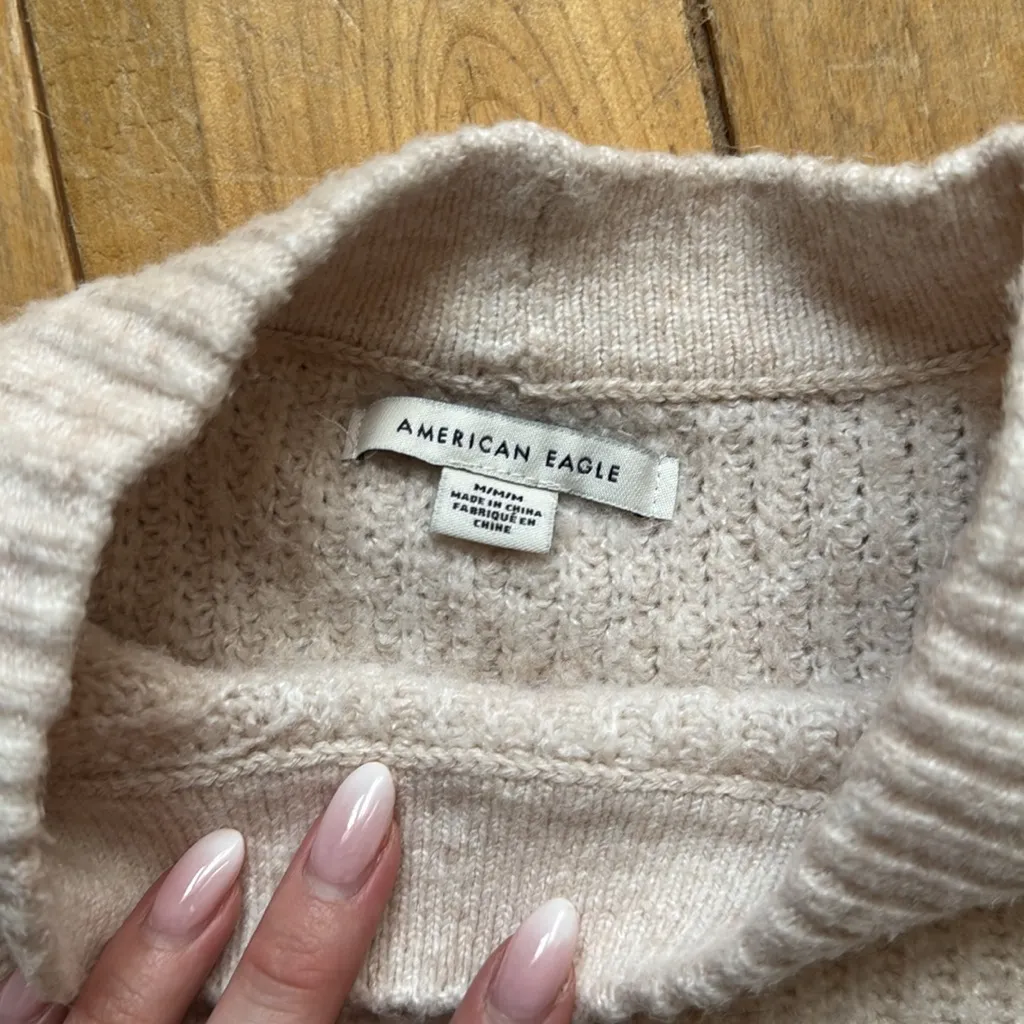 AMERICAN EAGLE
M/M/M
MADE IN CHINA
FABRIQUÉ EN
CHINE